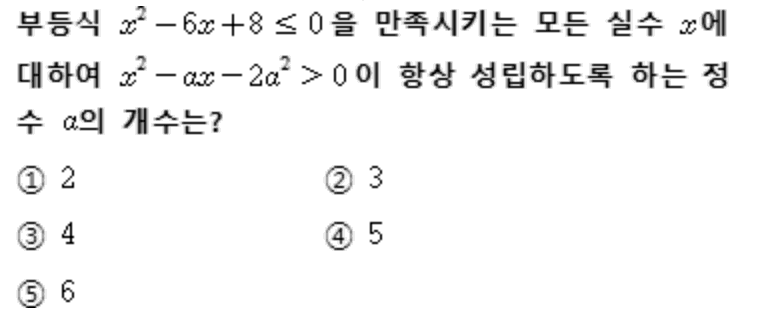 부등식 x² − 6x + 8 ≤ 0을 만족시키는 모든 실수 x에
대하여 x² − ax − 2a² > 0이 항상 성립하도록 하는 정
수 a의 개수는?
① 2 ② 3
③ 4 ④ 5
⑤ 6